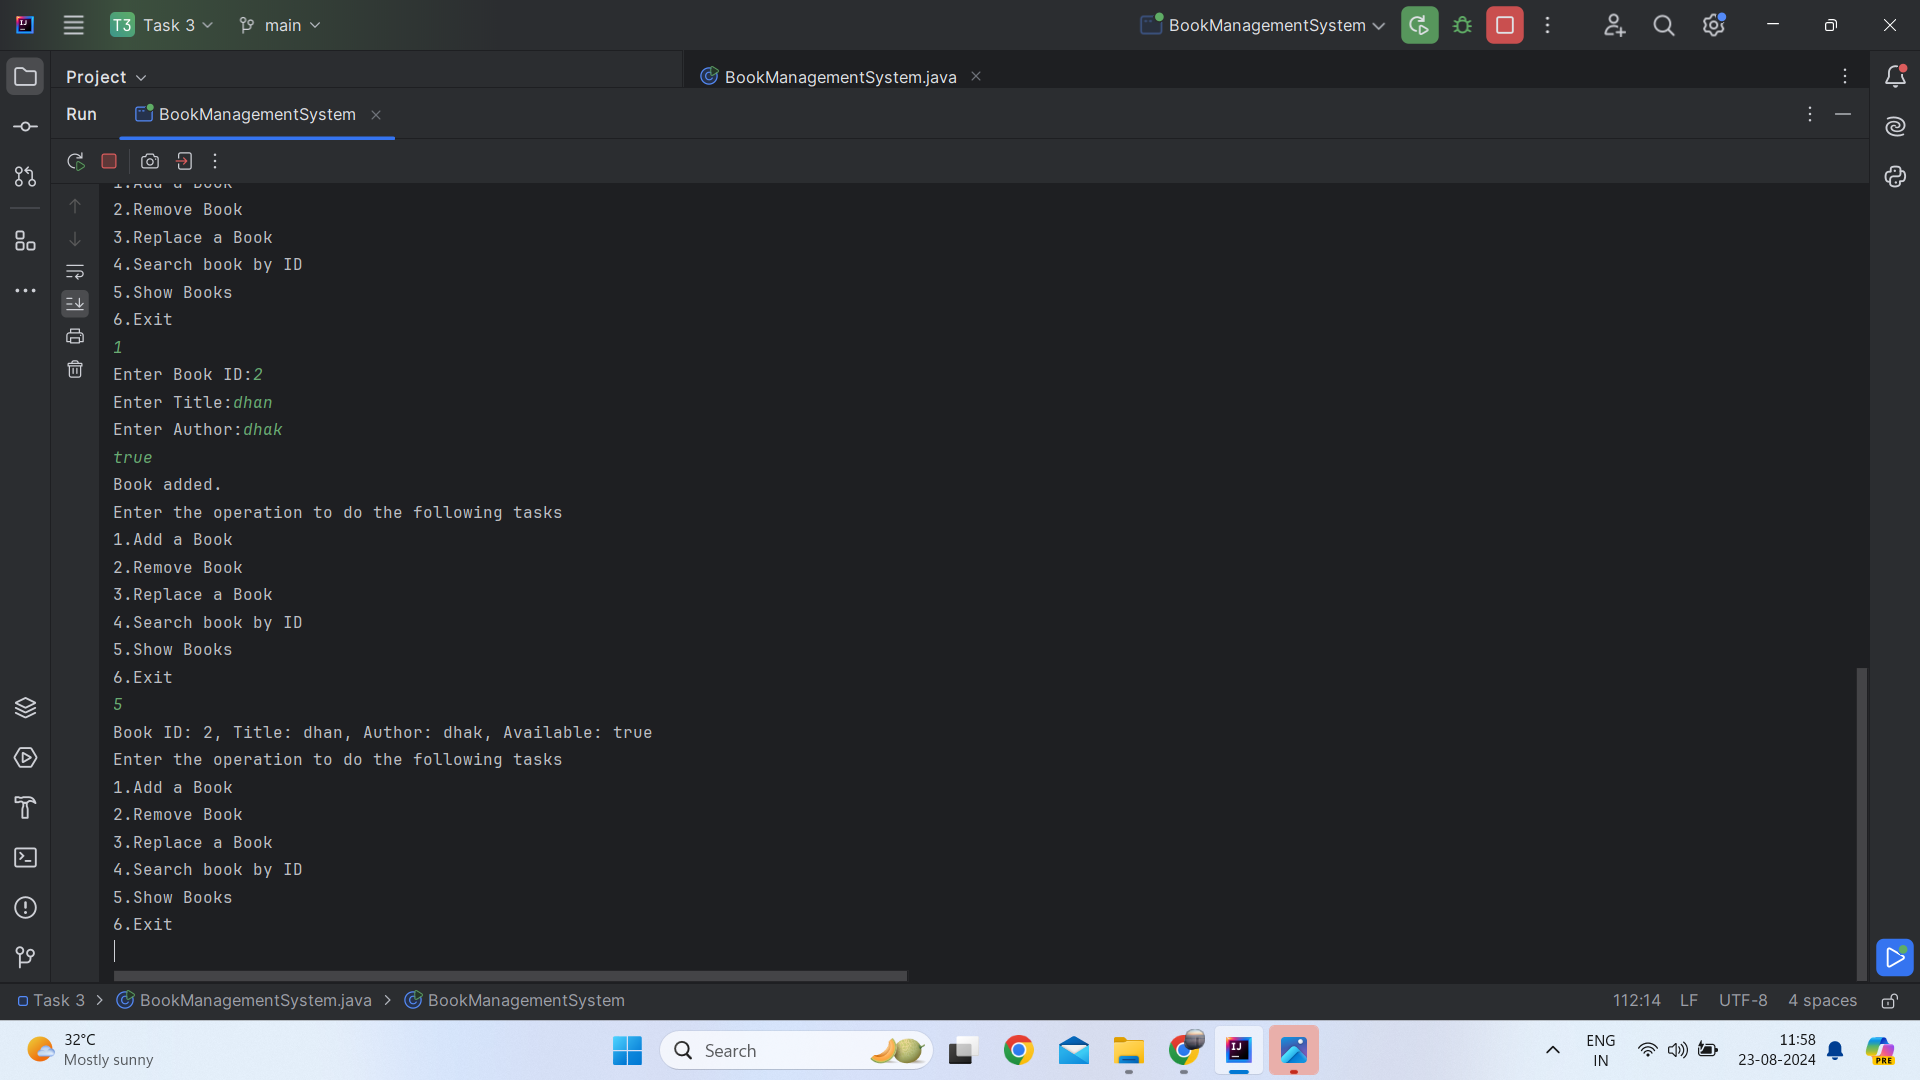 T3 Task 3 main BookManagementSystem
Project BookManagementSystem.java
Run BookManagementSystem
1.Add a Book
2.Remove Book
3.Replace a Book
4.Search book by ID
5.Show Books
6.Exit
1
Enter Book ID:2
Enter Title:dhan
Enter Author:dhak
true
Book added.
Enter the operation to do the following tasks
1.Add a Book
2.Remove Book
3.Replace a Book
4.Search book by ID
5.Show Books
6.Exit
5
Book ID: 2, Title: dhan, Author: dhak, Available: true
Enter the operation to do the following tasks
1.Add a Book
2.Remove Book
3.Replace a Book
4.Search book by ID
5.Show Books
6.Exit
Task 3 > BookManagementSystem.java > BookManagementSystem 112:14 LF UTF-8 4 spaces
32°C
Mostly sunny
Search
ENG
IN
11:58
23-08-2024
PRE